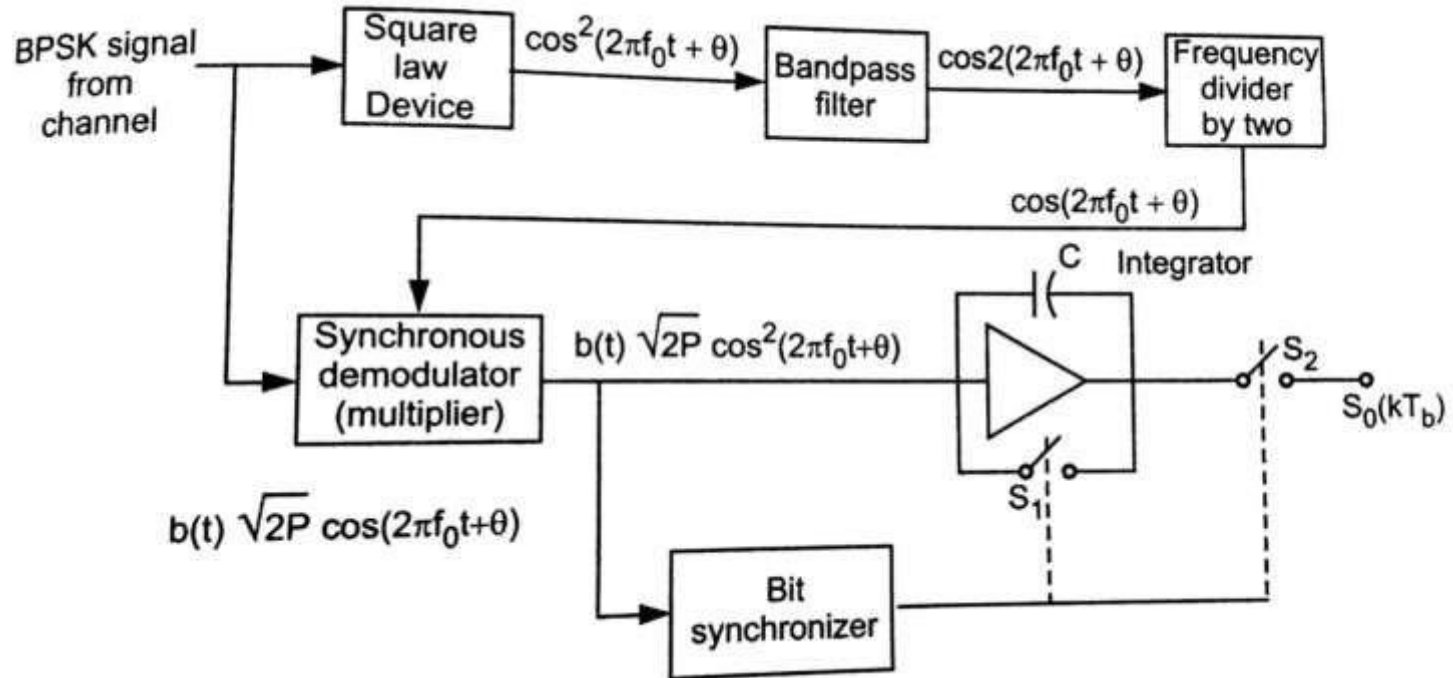 BPSK signal
from
channel
Square
law
Device
cos²(2πf₀t + θ)
Bandpass
filter
cos2(2πf₀t + θ)
Frequency
divider
by two
cos(2πf₀t + θ)
Synchronous
demodulator
(multiplier)
b(t) √2P cos²(2πf₀t+θ)
C
Integrator
S₁
S₂
S₀(kT_b)
b(t) √2P cos(2πf₀t+θ)
Bit
synchronizer